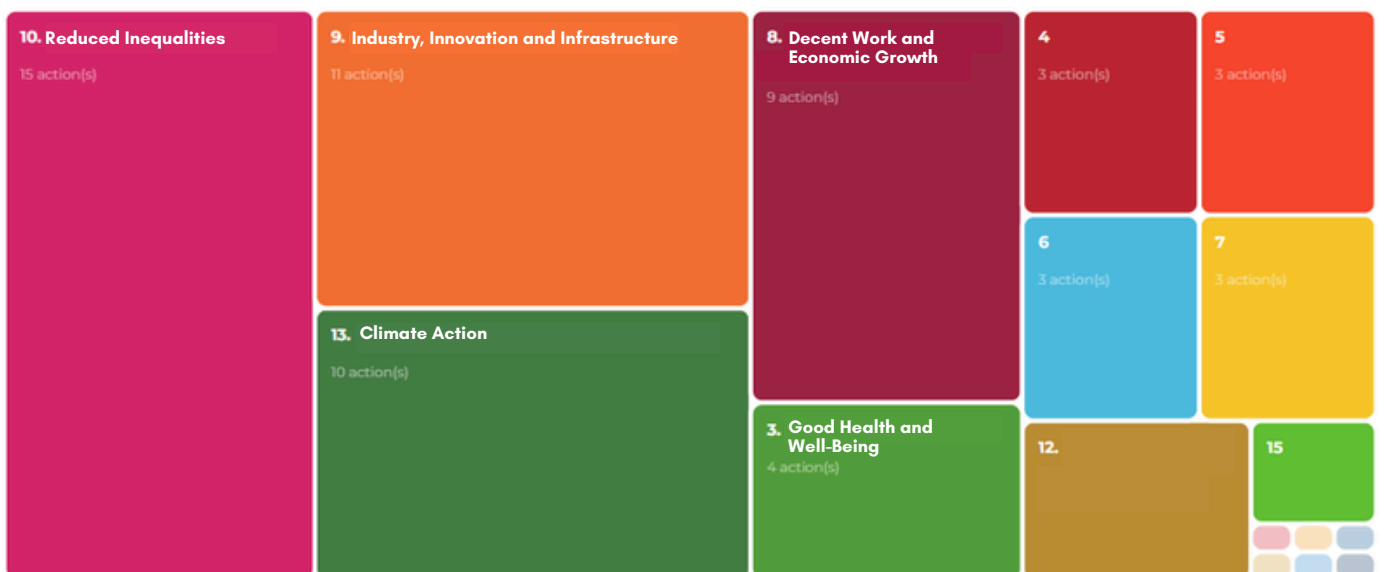 10. Reduced Inequalities
15 action(s)
9. Industry, Innovation and Infrastructure
11 action(s)
13. Climate Action
10 action(s)
8. Decent Work and
Economic Growth
9 action(s)
3. Good Health and
Well-Being
4 action(s)
4
3 action(s)
5
3 action(s)
6
3 action(s)
7
3 action(s)
12.
15